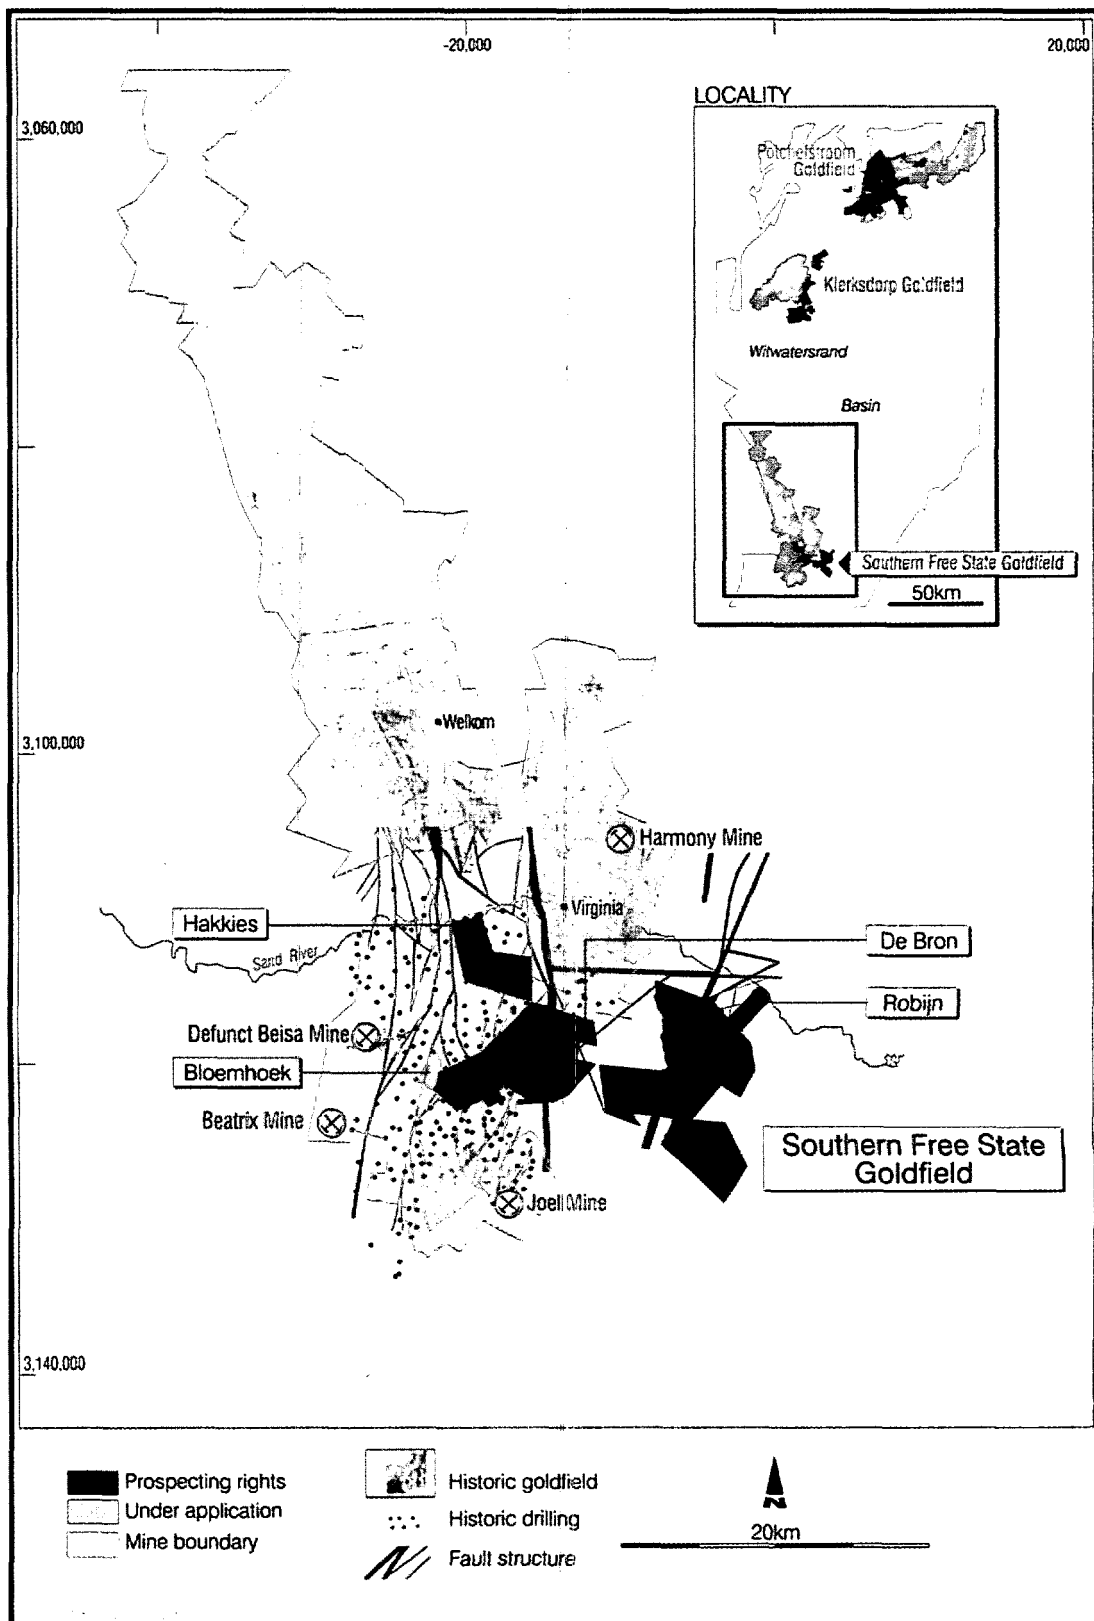 -20,000
20,000
LOCALITY
3,060,000
Potchefstroom
Goldfield
Klerksdorp Goldfield
Witwatersrand
Basin
Southern Free State Goldfield
50km
Welkom
3,100,000
Harmony Mine
Hakkies
Virginia
De Bron
Sand River
Robijn
Defunct Beisa Mine
Bloemhoek
Beatrix Mine
Southern Free State
Goldfield
Joel Mine
3,140,000
Prospecting rights
Historic goldfield
Under application
Historic drilling
N
20km
Mine boundary
Fault structure